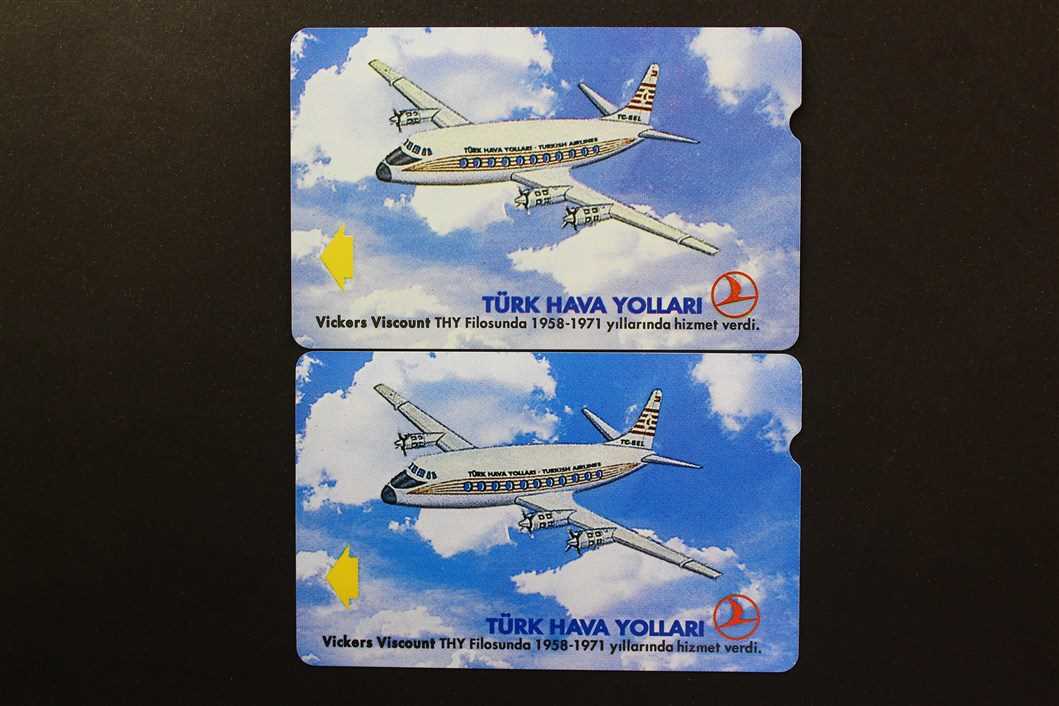 TC-SEL
TÜRK HAVA YOLLARI - TURKISH AIRLINES
TÜRK HAVA YOLLARI
Vickers Viscount THY Filosunda 1958-1971 yıllarında hizmet verdi.
TC-SEL
TÜRK HAVA YOLLARI - TURKISH AIRLINES
TÜRK HAVA YOLLARI
Vickers Viscount THY Filosunda 1958-1971 yıllarında hizmet verdi.